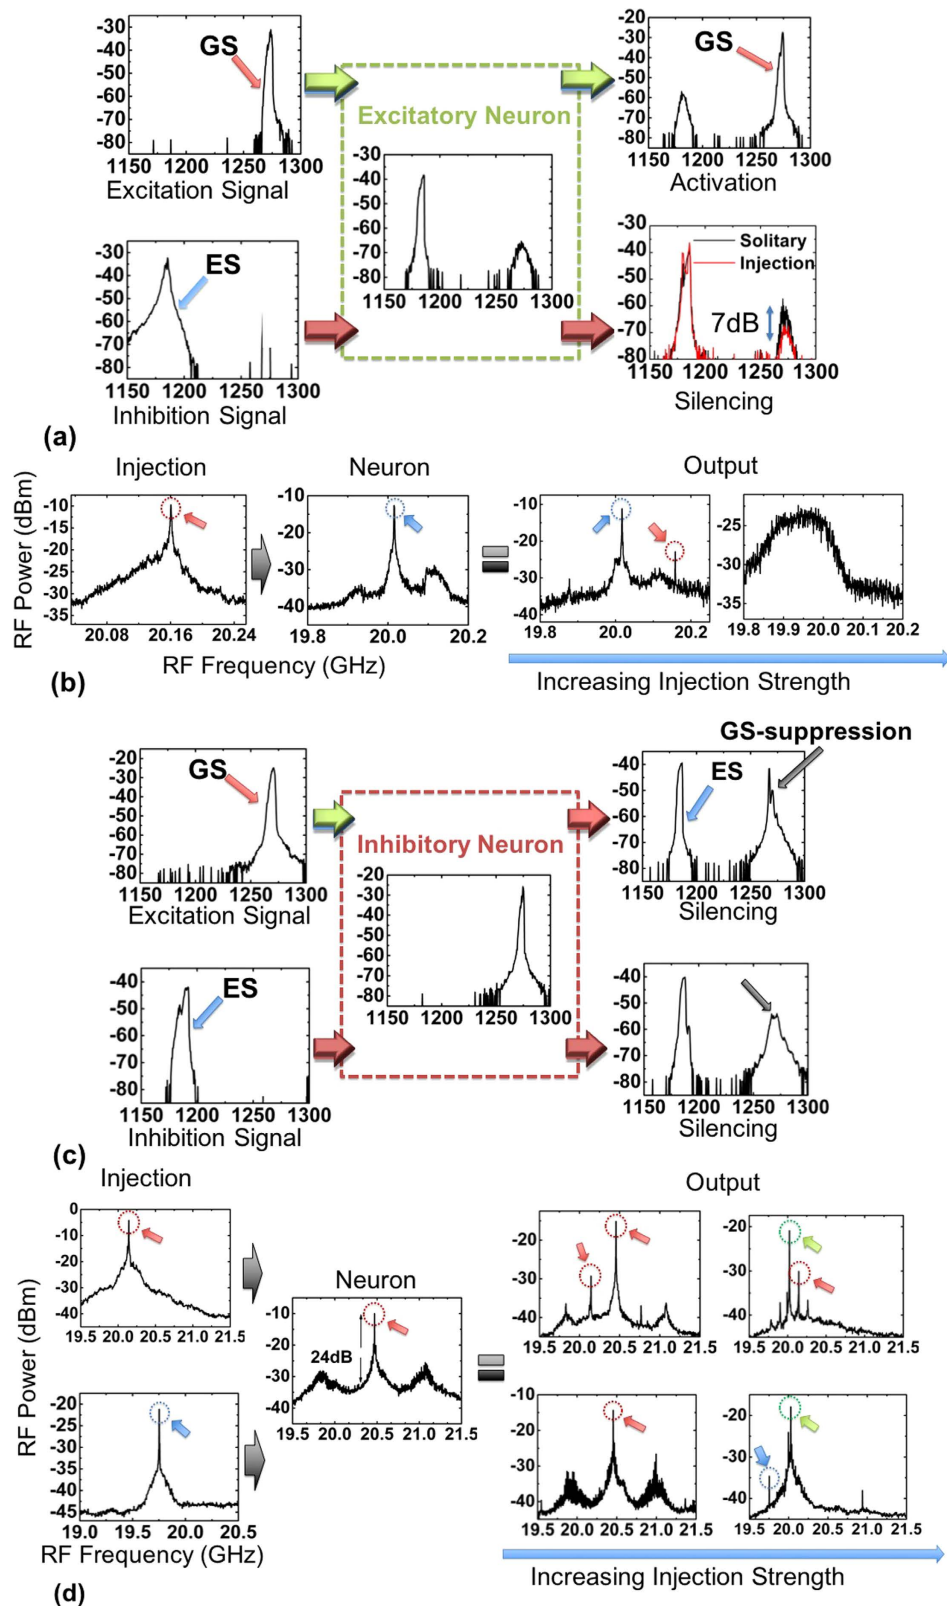 -30
-40
-50
-60
-70
-80
1150 1200 1250 1300
GS
Excitation Signal
-30
-40
-50
-60
-70
-80
1150 1200 1250 1300
ES
Inhibition Signal
Excitatory Neuron
-30
-40
-50
-60
-70
-80
1150 1200 1250 1300
-20
-30
-40
-50
-60
-70
-80
1150 1200 1250 1300
GS
Activation
-30
-40
-50
-60
-70
-80
1150 1200 1250 1300
Solitary
Injection
7dB
Silencing
(a)
Injection
Neuron
Output
RF Power (dBm)
-10
-15
-20
-25
-30
-35
20.08 20.16 20.24
-10
-20
-30
-40
19.8 20.0 20.2
-10
-20
-30
-40
19.8 20.0 20.2
-25
-30
-35
19.8 19.9 20.0 20.1 20.2
RF Frequency (GHz)
Increasing Injection Strength
(b)
GS-suppression
-20
-30
-40
-50
-60
-70
-80
1150 1200 1250 1300
GS
Excitation Signal
-40
-50
-60
-70
-80
1150 1200 1250 1300
ES
Inhibition Signal
Inhibitory Neuron
-20
-30
-40
-50
-60
-70
-80
1150 1200 1250 1300
-40
-50
-60
-70
-80
1150 1200 1250 1300
ES
Silencing
-40
-50
-60
-70
-80
1150 1200 1250 1300
Silencing
(c)
Injection
Output
RF Power (dBm)
0
-10
-20
-30
-40
19.5 20.0 20.5 21.0 21.5
Neuron
-10
-20
-30
-40
24dB
19.5 20.0 20.5 21.0 21.5
-20
-30
-40
19.5 20.0 20.5 21.0 21.5
-20
-30
-40
19.5 20.0 20.5 21.0 21.5
-15
-20
-25
-30
-35
-40
-45
19.0 19.5 20.0 20.5
RF Frequency (GHz)
-10
-20
-30
-40
19.5 20.0 20.5 21.0 21.5
-20
-30
-40
19.5 20.0 20.5 21.0 21.5
Increasing Injection Strength
(d)